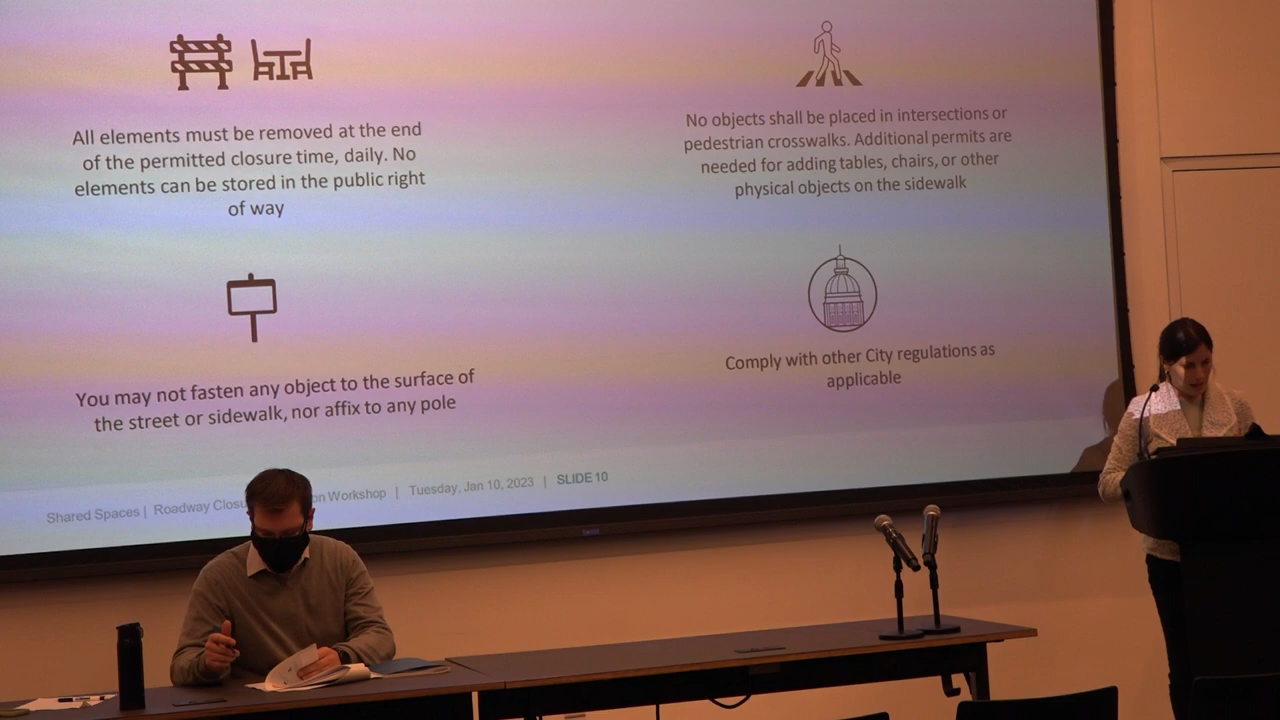 All elements must be removed at the end
of the permitted closure time, daily. No
elements can be stored in the public right
of way
No objects shall be placed in intersections or
pedestrian crosswalks. Additional permits are
needed for adding tables, chairs, or other
physical objects on the sidewalk
You may not fasten any object to the surface of
the street or sidewalk, nor affix to any pole
Comply with other City regulations as
applicable
Shared Spaces | Roadway Workshop | Tuesday, Jan 10, 2023 | SLIDE 10